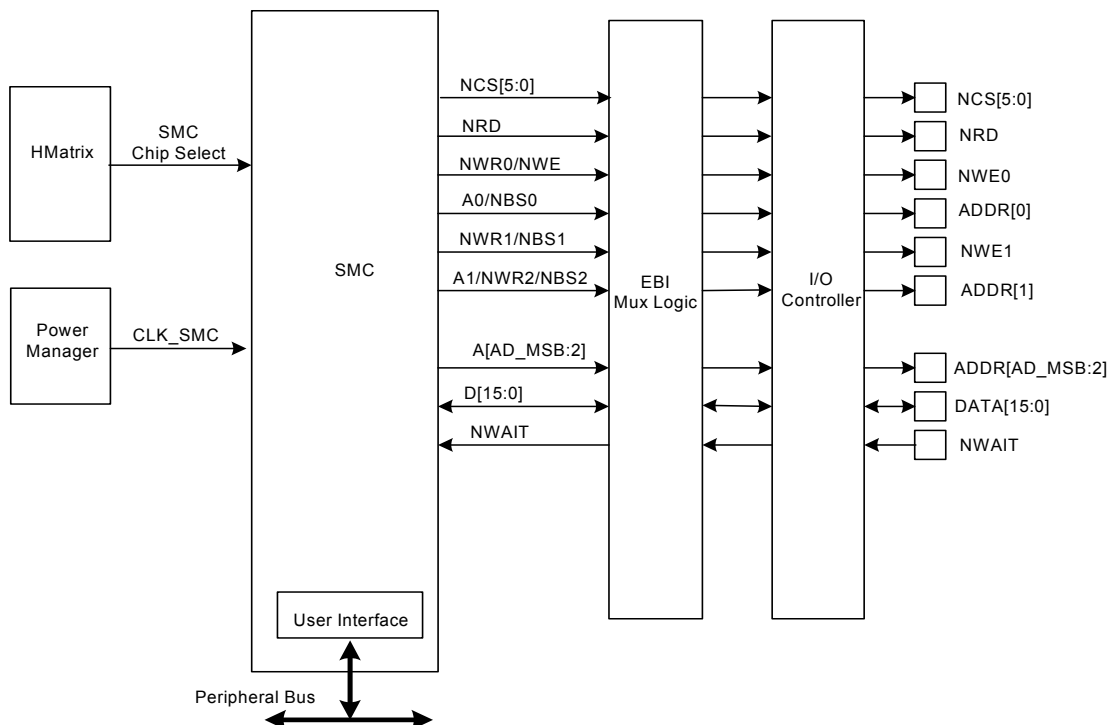 HMatrix
SMC
Chip Select
Power
Manager
CLK_SMC
SMC
User Interface
Peripheral Bus
NCS[5:0]
NRD
NWR0/NWE
A0/NBS0
NWR1/NBS1
A1/NWR2/NBS2
A[AD_MSB:2]
D[15:0]
NWAIT
EBI
Mux Logic
I/O
Controller
NCS[5:0]
NRD
NWE0
ADDR[0]
NWE1
ADDR[1]
ADDR[AD_MSB:2]
DATA[15:0]
NWAIT